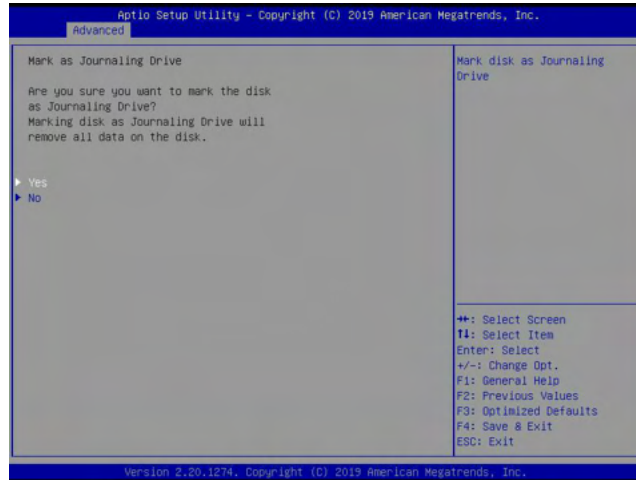 Aptio Setup Utility – Copyright (C) 2019 American Megatrends, Inc.
Advanced
Mark as Journaling Drive
Are you sure you want to mark the disk
as Journaling Drive?
Marking disk as Journaling Drive will
remove all data on the disk.
Yes
No
Mark disk as Journaling
Drive
→←: Select Screen
↑↓: Select Item
Enter: Select
+/-: Change Opt.
F1: General Help
F2: Previous Values
F3: Optimized Defaults
F4: Save & Exit
ESC: Exit
Version 2.20.1274. Copyright (C) 2019 American Megatrends, Inc.